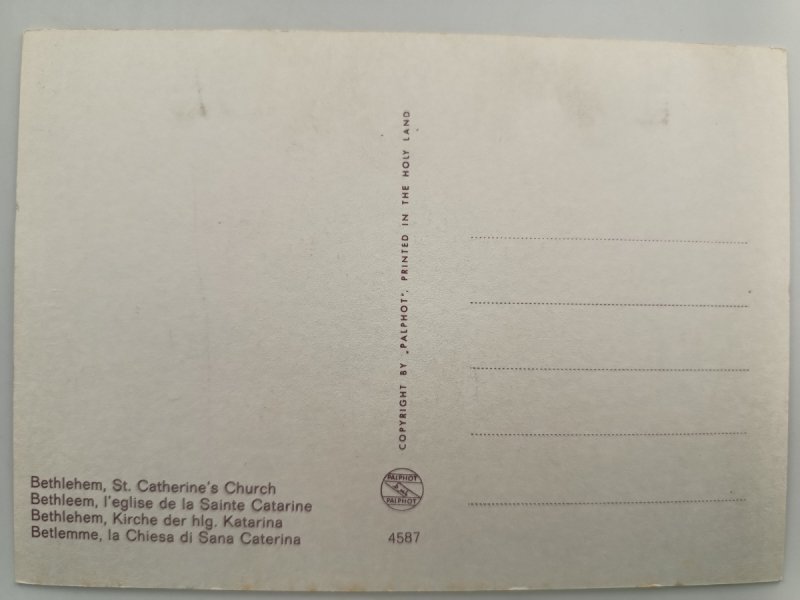 COPYRIGHT BY „PALPHOT". PRINTED IN THE HOLY LAND
Bethlehem, St. Catherine's Church
Bethleem, l'eglise de la Sainte Catarine
Bethlehem, Kirche der hlg. Katarina
Betlemme, la Chiesa di Sana Caterina
PALPHOT
PALPHOT
4587